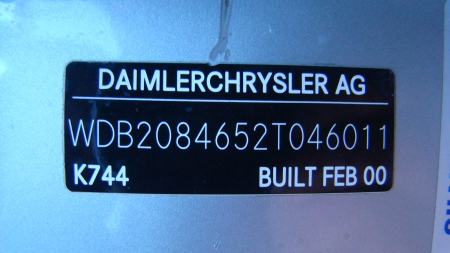 DAIMLERCHRYSLER AG
WDB2084652T046011
K744 BUILT FEB 00